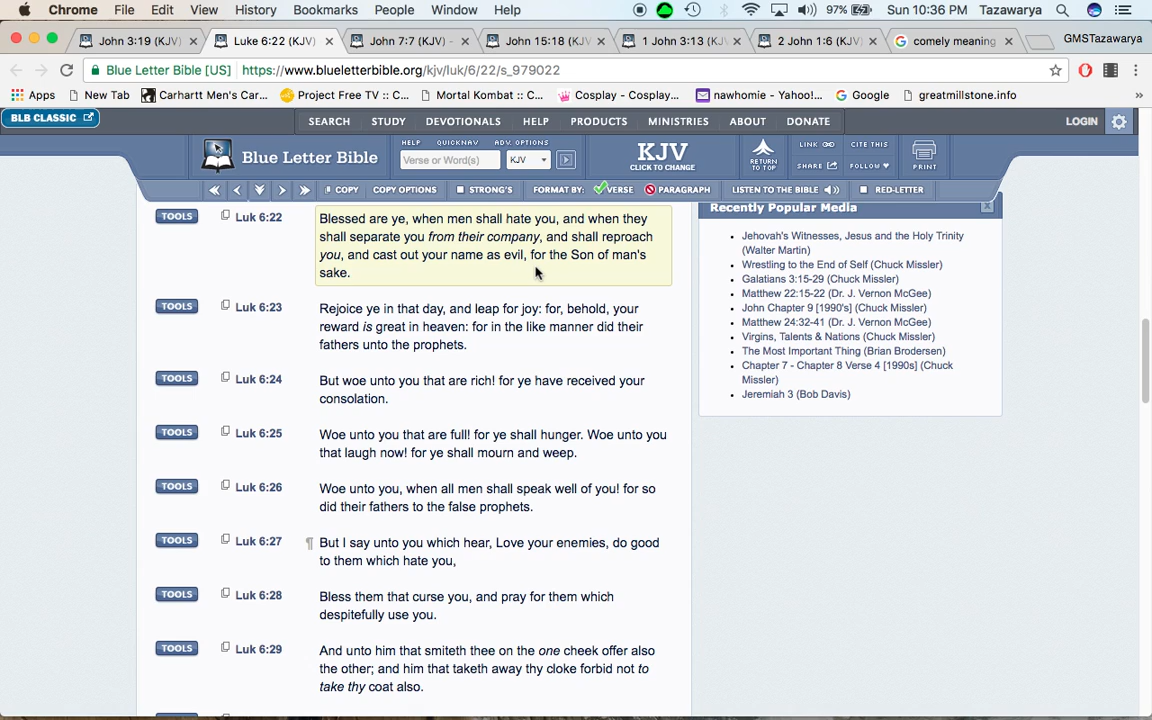 Chrome File Edit View History Bookmarks People Window Help 97% Sun 10:36 PM Tazawarya
John 3:19 (KJV) × Luke 6:22 (KJV) × John 7:7 (KJV) - × John 15:18 (KJV × 1 John 3:13 (KJV × 2 John 1:6 (KJV) × comely meaning × GMSTazawarya
Blue Letter Bible [US] https://www.blueletterbible.org/kjv/luk/6/22/s_979022
Apps New Tab Carhartt Men's Car... Project Free TV :: C... Mortal Kombat :: C... Cosplay - Cosplay... nawhomie - Yahoo!... Google greatmillstone.info »
BLB CLASSIC SEARCH STUDY DEVOTIONALS HELP PRODUCTS MINISTRIES ABOUT DONATE LOGIN
Blue Letter Bible
HELP QUICKNAV ADV. OPTIONS
Verse or Word(s) KJV
KJV
CLICK TO CHANGE
RETURN
TO TOP
LINK CITE THIS
SHARE FOLLOW
PRINT
COPY COPY OPTIONS STRONG'S FORMAT BY: VERSE PARAGRAPH LISTEN TO THE BIBLE RED-LETTER
TOOLS Luk 6:22 Blessed are ye, when men shall hate you, and when they
shall separate you from their company, and shall reproach
you, and cast out your name as evil, for the Son of man's
sake.
TOOLS Luk 6:23 Rejoice ye in that day, and leap for joy: for, behold, your
reward is great in heaven: for in the like manner did their
fathers unto the prophets.
TOOLS Luk 6:24 But woe unto you that are rich! for ye have received your
consolation.
TOOLS Luk 6:25 Woe unto you that are full! for ye shall hunger. Woe unto you
that laugh now! for ye shall mourn and weep.
TOOLS Luk 6:26 Woe unto you, when all men shall speak well of you! for so
did their fathers to the false prophets.
TOOLS Luk 6:27 ¶ But I say unto you which hear, Love your enemies, do good
to them which hate you,
TOOLS Luk 6:28 Bless them that curse you, and pray for them which
despitefully use you.
TOOLS Luk 6:29 And unto him that smiteth thee on the one cheek offer also
the other; and him that taketh away thy cloke forbid not to
take thy coat also.
Recently Popular Media
Jehovah's Witnesses, Jesus and the Holy Trinity
(Walter Martin)
Wrestling to the End of Self (Chuck Missler)
Galatians 3:15-29 (Chuck Missler)
Matthew 22:15-22 (Dr. J. Vernon McGee)
John Chapter 9 [1990's] (Chuck Missler)
Matthew 24:32-41 (Dr. J. Vernon McGee)
Virgins, Talents & Nations (Chuck Missler)
The Most Important Thing (Brian Brodersen)
Chapter 7 - Chapter 8 Verse 4 [1990s] (Chuck
Missler)
Jeremiah 3 (Bob Davis)